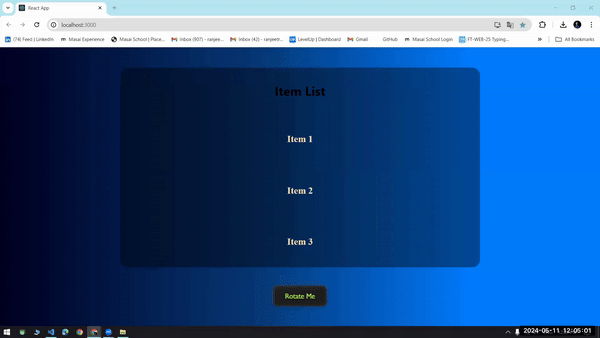 React App
localhost:3000
(74) Feed | LinkedIn
Masai Experience
Masai School | Place...
Inbox (907) - ranjee...
Inbox (42) - ranjeetr...
LevelUp | Dashboard
Gmail
GitHub
Masai School Login
FT-WEB-25 Typing...
All Bookmarks
Item List
Item 1
Item 2
Item 3
Rotate Me
2024-05-11 12:05:01